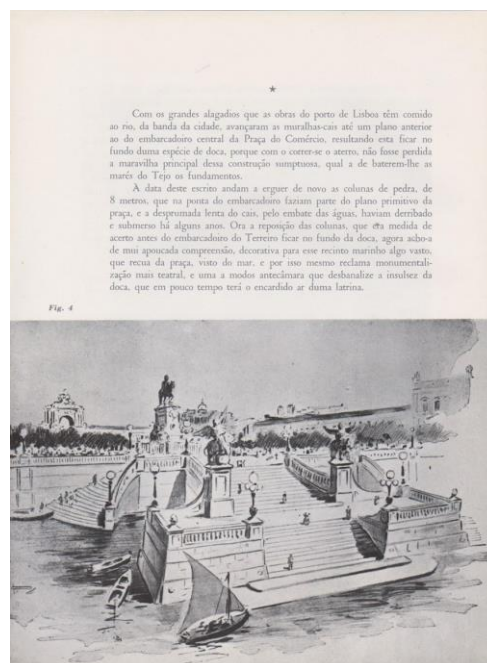 ★
Com os grandes alagadios que as obras do porto de Lisboa têm comido
ao rio, da banda da cidade, avançaram as muralhas-cais até um plano anterior
ao do embarcadoiro central da Praça do Comércio, resultando esta ficar no
fundo duma espécie de doca, porque com o correr-se o aterro, não fosse perdida
a maravilha principal dessa construção sumptuosa, qual a de baterem-lhe as
marés do Tejo os fundamentos.
À data deste escrito andam a erguer de novo as colunas de pedra, de
8 metros, que na ponta do embarcadoiro faziam parte do plano primitivo da
praça, e a desprumada lenta do cais, pelo embate das águas, haviam derribado
e submerso há alguns anos. Ora a reposição das colunas, que era medida de
acerto antes do embarcadoiro do Terreiro ficar no fundo da doca, agora acho-a
de mui apoucada compreensão, decorativa para esse recinto marinho algo vasto,
que recua da praça, visto do mar, e por isso mesmo reclama monumentali-
zação mais teatral, e uma a modos antecâmara que desbanalize a insulsez da
doca, que em pouco tempo terá o encardido ar duma latrina.
Fig. 4